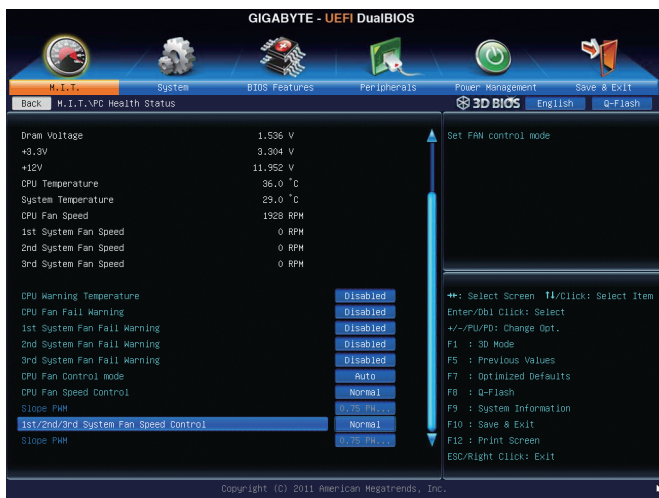 GIGABYTE - UEFI DualBIOS
M.I.T.
System
BIOS Features
Peripherals
Power Management
Save & Exit
Back
M.I.T.\PC Health Status
3D BIOS
English
Q-Flash
Dram Voltage 1.536 V
+3.3V 3.304 V
+12V 11.952 V
CPU Temperature 36.0 °C
System Temperature 29.0 °C
CPU Fan Speed 1928 RPM
1st System Fan Speed 0 RPM
2nd System Fan Speed 0 RPM
3rd System Fan Speed 0 RPM
CPU Warning Temperature Disabled
CPU Fan Fail Warning Disabled
1st System Fan Fail Warning Disabled
2nd System Fan Fail Warning Disabled
3rd System Fan Fail Warning Disabled
CPU Fan Control mode Auto
CPU Fan Speed Control Normal
Slope PWM 0.75 PW...
1st/2nd/3rd System Fan Speed Control Normal
Slope PWM 0.75 PW...
Set FAN control mode
→←: Select Screen ↑↓/Click: Select Item
Enter/Dbl Click: Select
+/-/PU/PD: Change Opt.
F1 : 3D Mode
F5 : Previous Values
F7 : Optimized Defaults
F8 : Q-Flash
F9 : System Information
F10 : Save & Exit
F12 : Print Screen
ESC/Right Click: Exit
Copyright (C) 2011 American Megatrends, Inc.